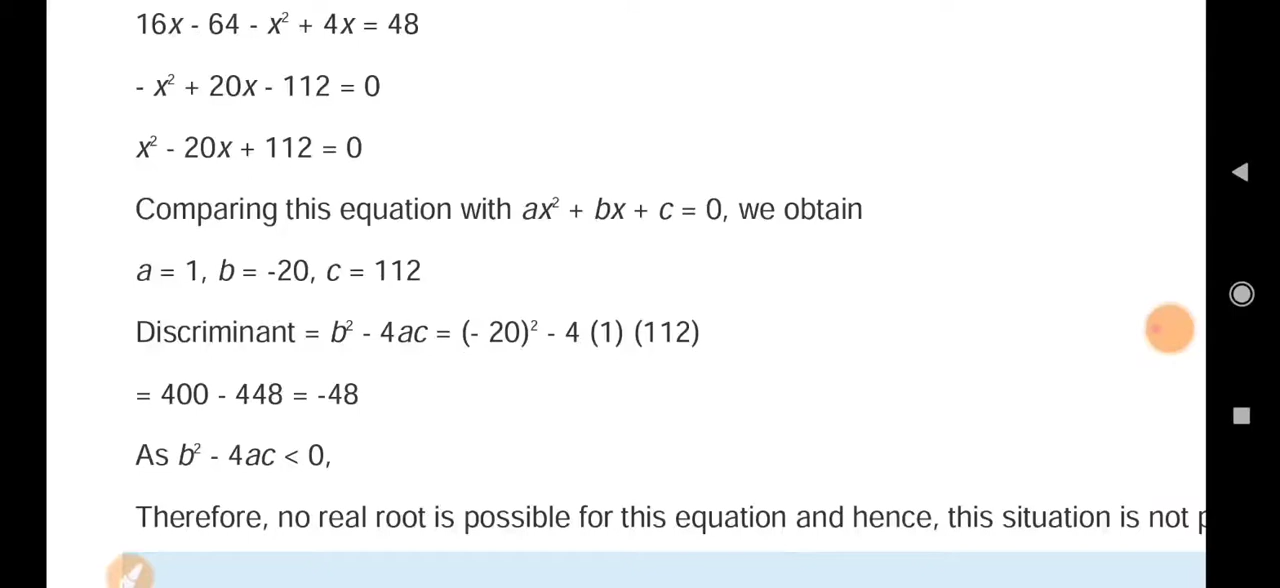 16x - 64 - x² + 4x = 48
- x² + 20x - 112 = 0
x² - 20x + 112 = 0
Comparing this equation with ax² + bx + c = 0, we obtain
a = 1, b = -20, c = 112
Discriminant = b² - 4ac = (- 20)² - 4 (1) (112)
= 400 - 448 = -48
As b² - 4ac < 0,
Therefore, no real root is possible for this equation and hence, this situation is not